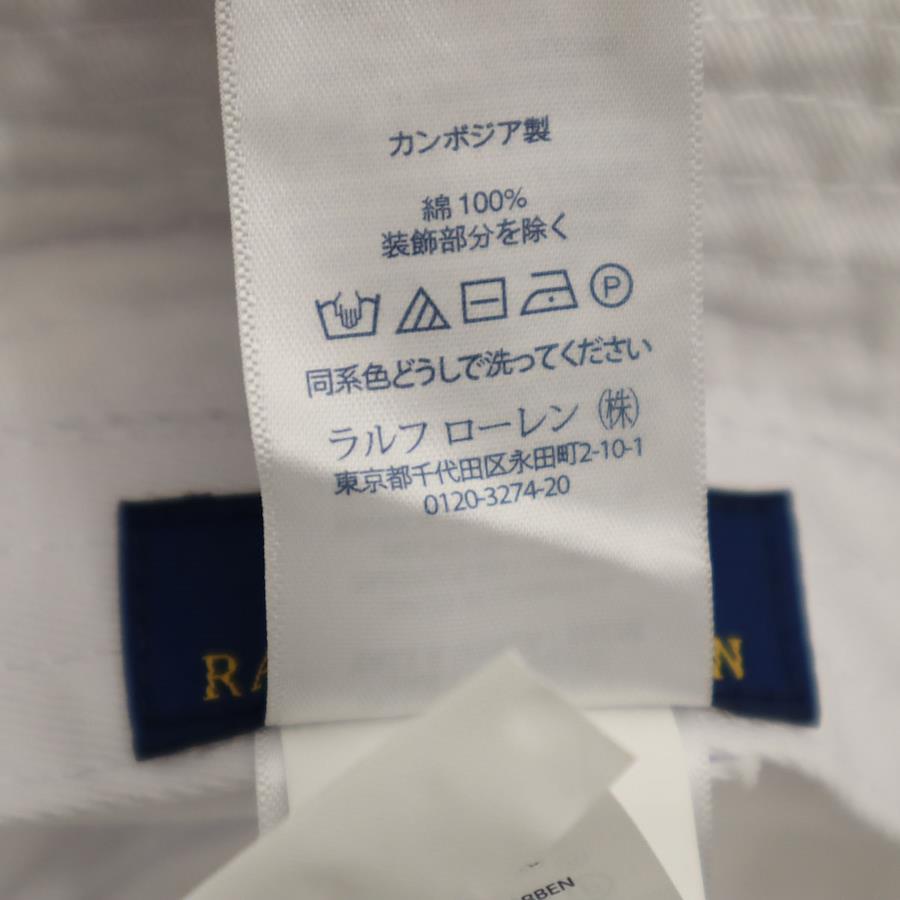 カンボジア製
綿 100%
装飾部分を除く
P
同系色どうしで洗ってください
ラルフ ローレン（株）
東京都千代田区永田町2-10-1
0120-3274-20